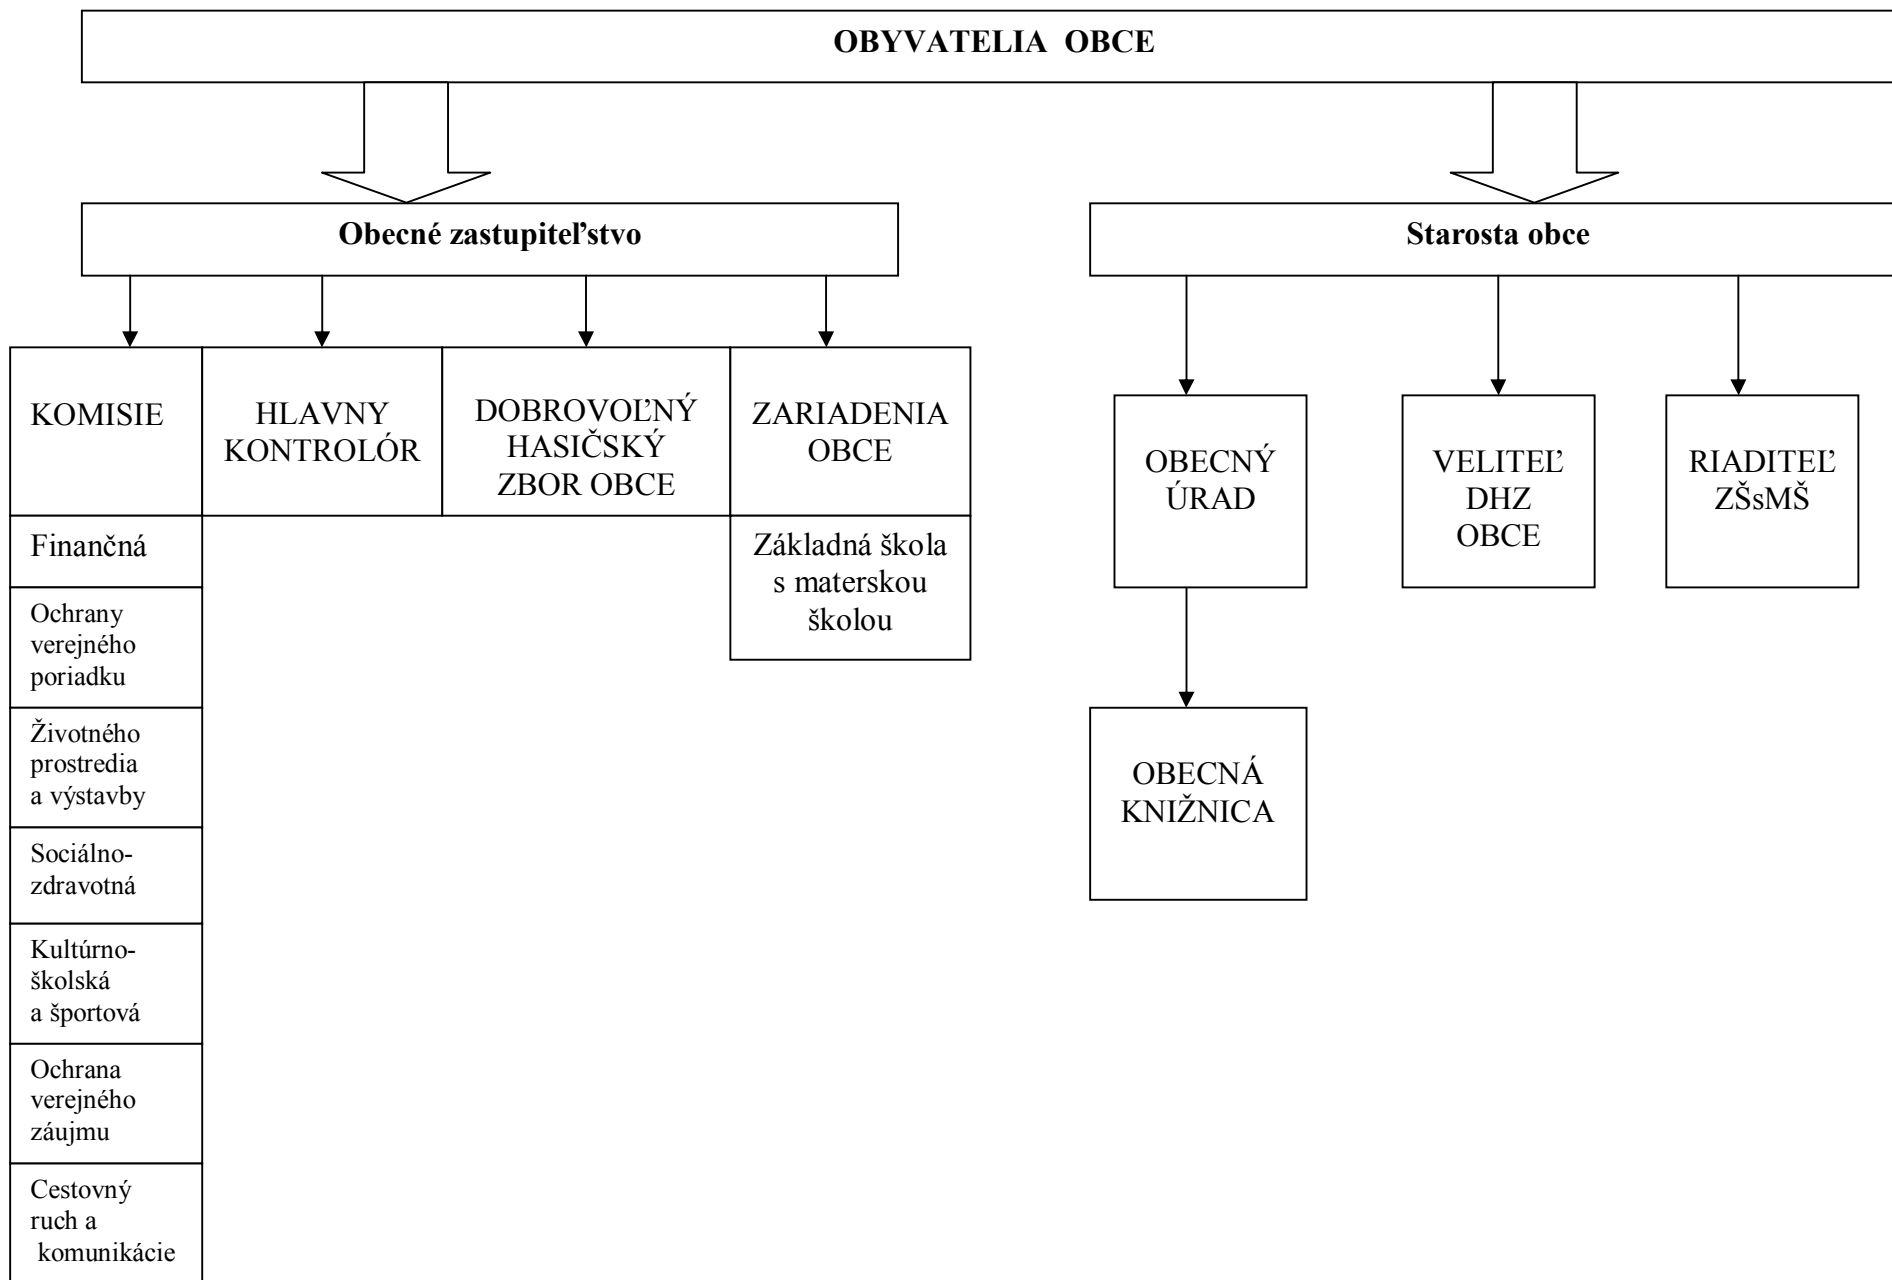 OBYVATELIA OBCE
Obecné zastupiteľstvo
Starosta obce
KOMISIE
HLAVNY
KONTROLÓR
DOBROVOĽNÝ
HASIČSKÝ
ZBOR OBCE
ZARIADENIA
OBCE
OBECNÝ
ÚRAD
VELITEĽ
DHZ
OBCE
RIADITEĽ
ZŠsMŠ
Finančná
Základná škola
s materskou
školou
Ochrany
verejného
poriadku
Životného
prostredia
a výstavby
OBECNÁ
KNIŽNICA
Sociálno-
zdravotná
Kultúrno-
školská
a športová
Ochrana
verejného
záujmu
Cestovný
ruch a
komunikácie